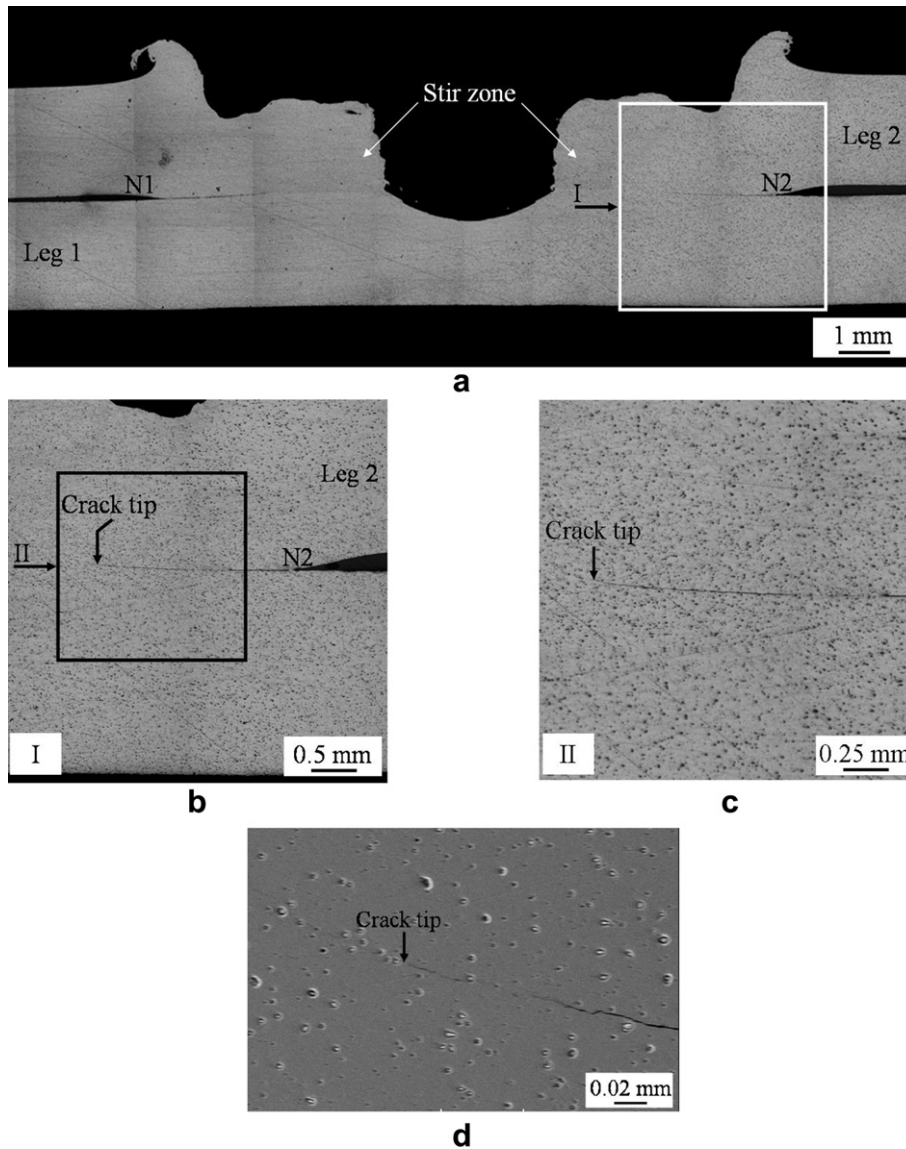 Stir zone
Leg 2
N1
I
N2
Leg 1
1 mm
a
Leg 2
Crack tip
II
N2
I
0.5 mm
b
Crack tip
II
0.25 mm
c
Crack tip
0.02 mm
d